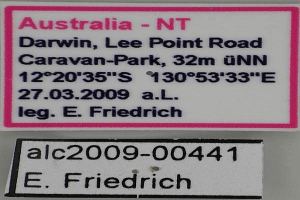 Australia - NT
Darwin, Lee Point Road
Caravan-Park, 32m üNN
12°20'35"S °130°53'33"E
27.03.2009 a.L.
leg. E. Friedrich
alc2009-00441
E. Friedrich